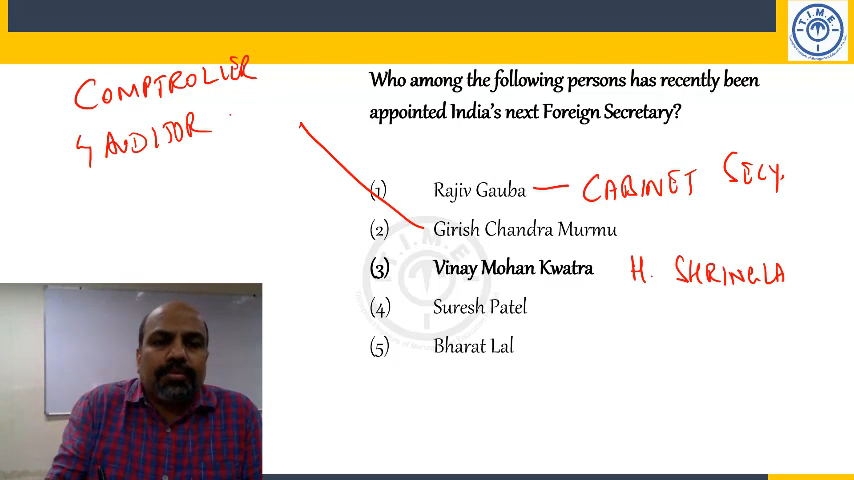 T.I.M.E.
COMPTROLLER
& AUDITOR
Who among the following persons has recently been
appointed India's next Foreign Secretary?
(1) Rajiv Gauba — CABINET SECY.
(2) Girish Chandra Murmu
(3) Vinay Mohan Kwatra H. SHRINGLA
(4) Suresh Patel
(5) Bharat Lal